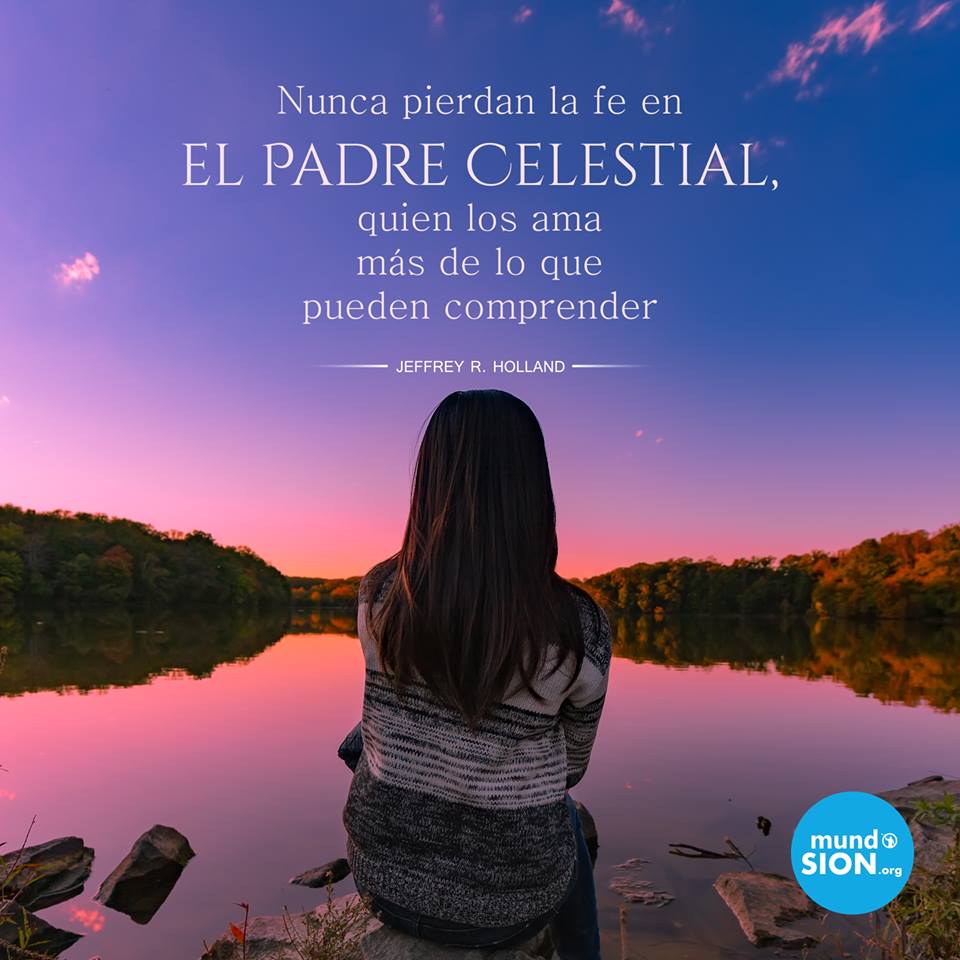 Nunca pierdan la fe en
EL PADRE CELESTIAL,
quien los ama
más de lo que
pueden comprender
JEFFREY R. HOLLAND
mundo
SION.org